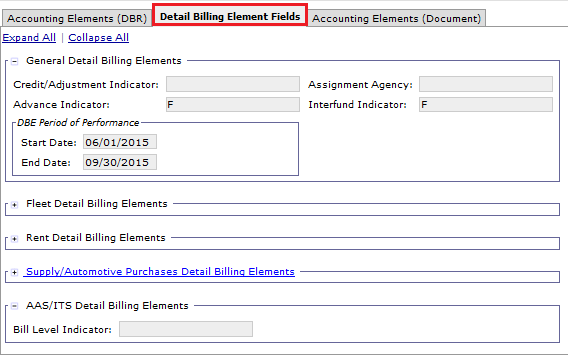 Accounting Elements (DBR) Detail Billing Element Fields Accounting Elements (Document)
Expand All | Collapse All
General Detail Billing Elements
Credit/Adjustment Indicator: Assignment Agency:
Advance Indicator: F Interfund Indicator: F
DBE Period of Performance
Start Date: 06/01/2015
End Date: 09/30/2015
Fleet Detail Billing Elements
Rent Detail Billing Elements
Supply/Automotive Purchases Detail Billing Elements
AAS/ITS Detail Billing Elements
Bill Level Indicator: